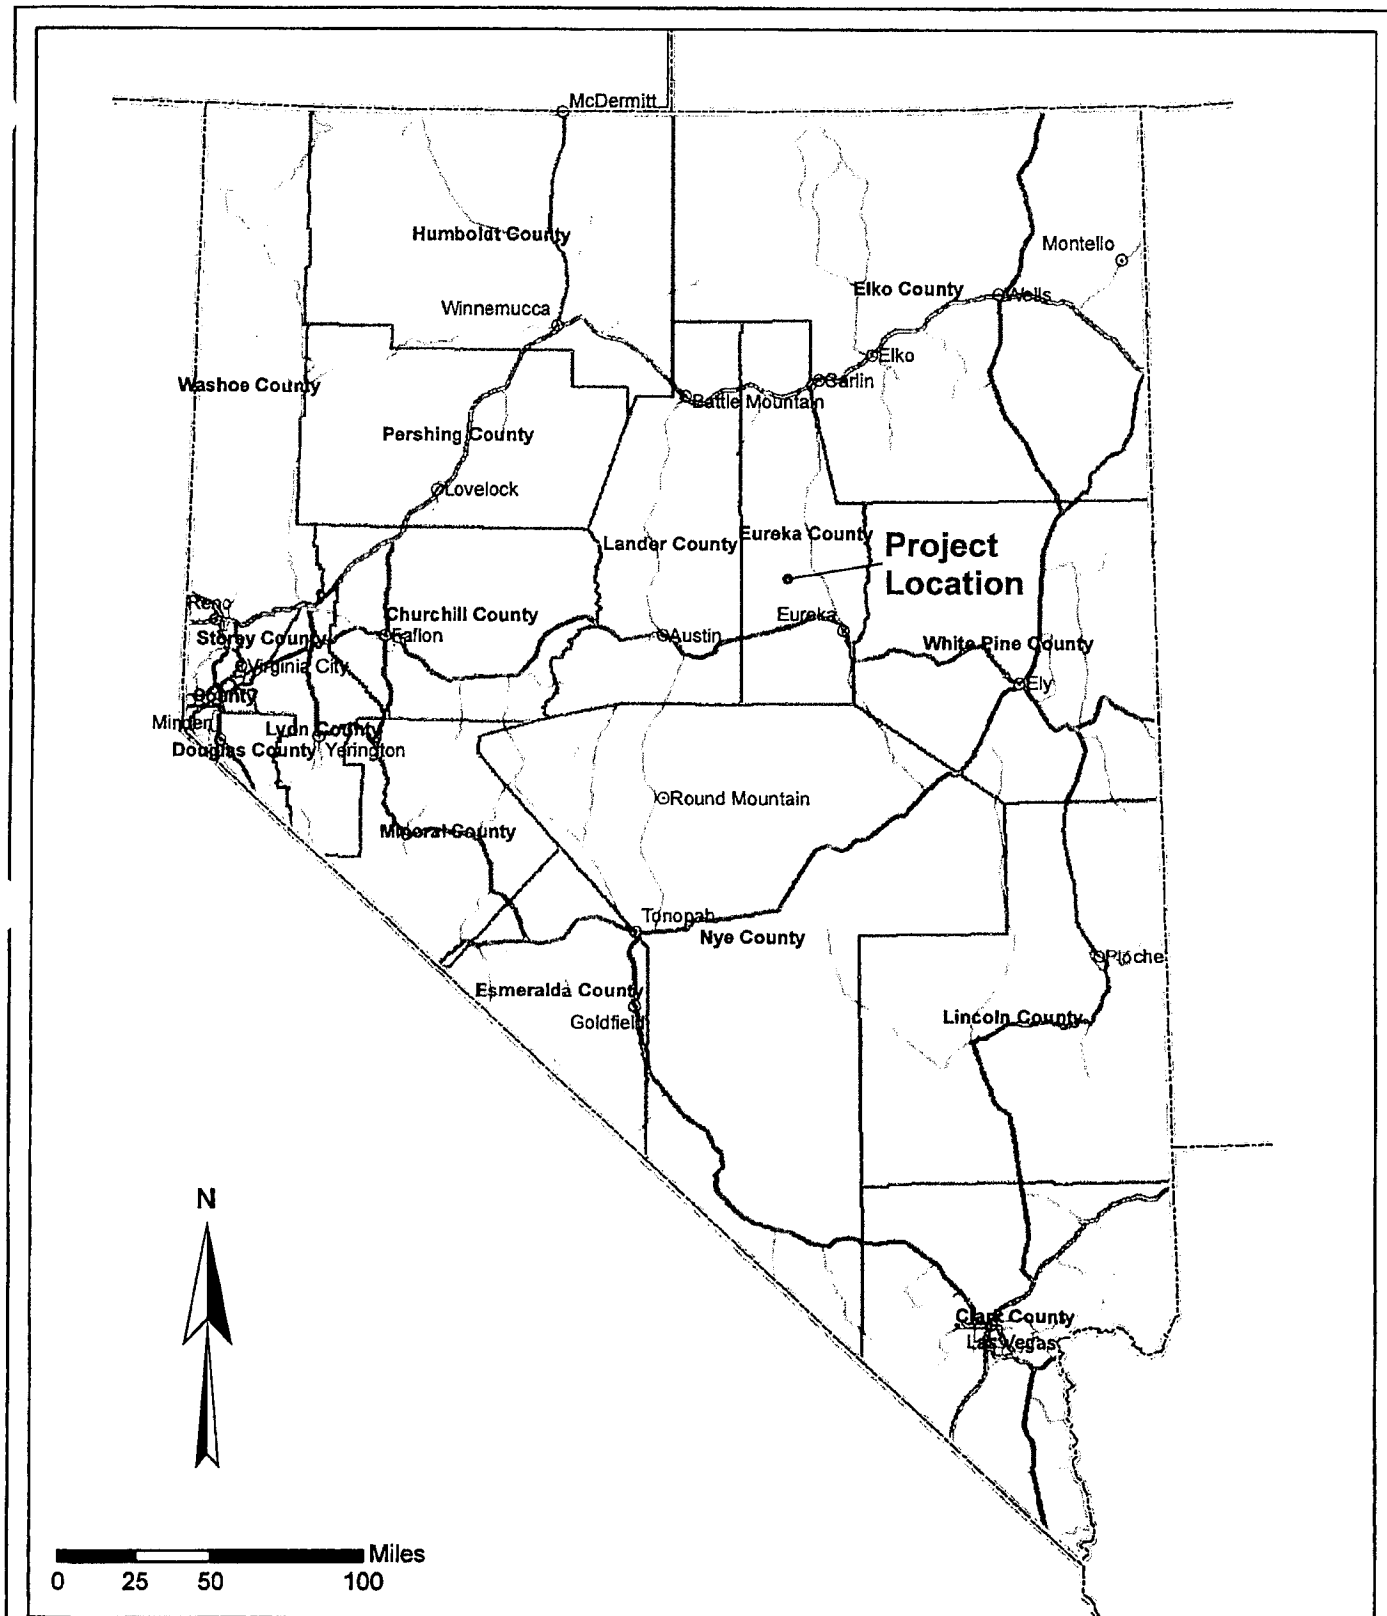 McDermitt
Humboldt County
Montello
Elko County
Wells
Winnemucca
Elko
Washoe County
Carlin
Battle Mountain
Pershing County
Lovelock
Lander County
Eureka County
Project
Location
Reno
Churchill County
Eureka
Storey County
Fallon
Austin
White Pine County
Virginia City
Ely
County
Minden
Lyon County
Douglas County
Yerington
Round Mountain
Mineral County
Tonopah
Nye County
Pioche
Esmeralda County
Goldfield
Lincoln County
N
Clark County
Las Vegas
Miles
0 25 50 100